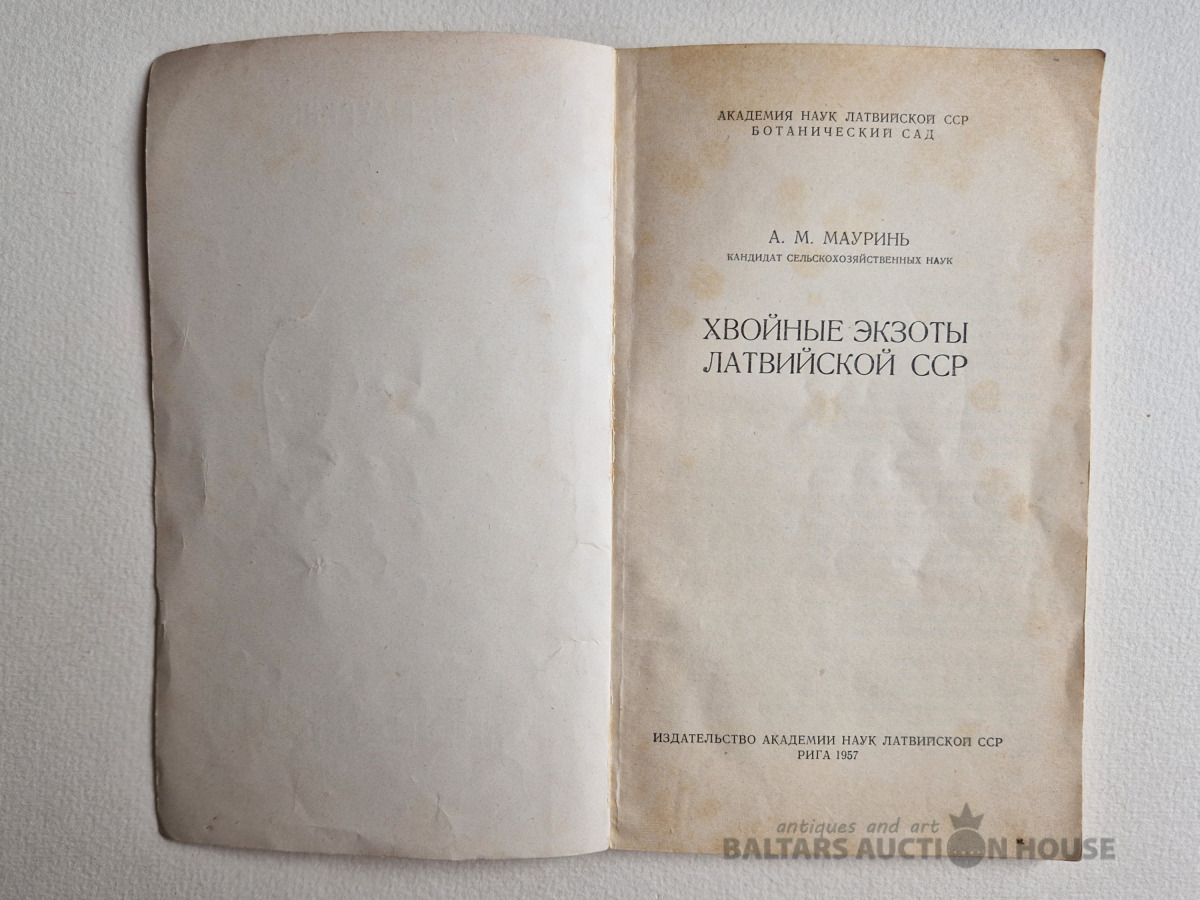 АКАДЕМИЯ НАУК ЛАТВИЙСКОЙ ССР
БОТАНИЧЕСКИЙ САД
А. М. МАУРИНЬ
КАНДИДАТ СЕЛЬСКОХОЗЯЙСТВЕННЫХ НАУК
ХВОЙНЫЕ ЭКЗОТЫ
ЛАТВИЙСКОЙ ССР
ИЗДАТЕЛЬСТВО АКАДЕМИИ НАУК ЛАТВИЙСКОЙ ССР
РИГА 1957
antiques and art
BALTARS AUCTION HOUSE